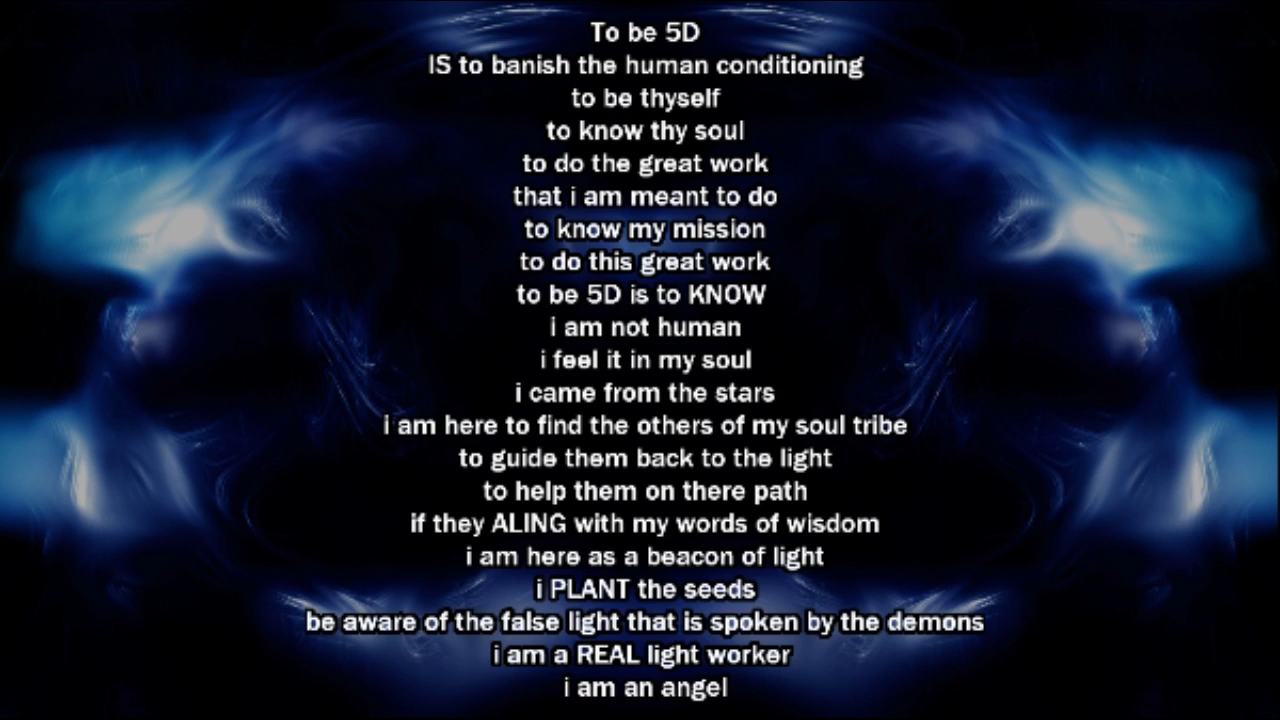 To be 5D
IS to banish the human conditioning
to be thyself
to know thy soul
to do the great work
that i am meant to do
to know my mission
to do this great work
to be 5D is to KNOW
i am not human
i feel it in my soul
i came from the stars
i am here to find the others of my soul tribe
to guide them back to the light
to help them on there path
if they ALING with my words of wisdom
i am here as a beacon of light
i PLANT the seeds
be aware of the false light that is spoken by the demons
i am a REAL light worker
i am an angel